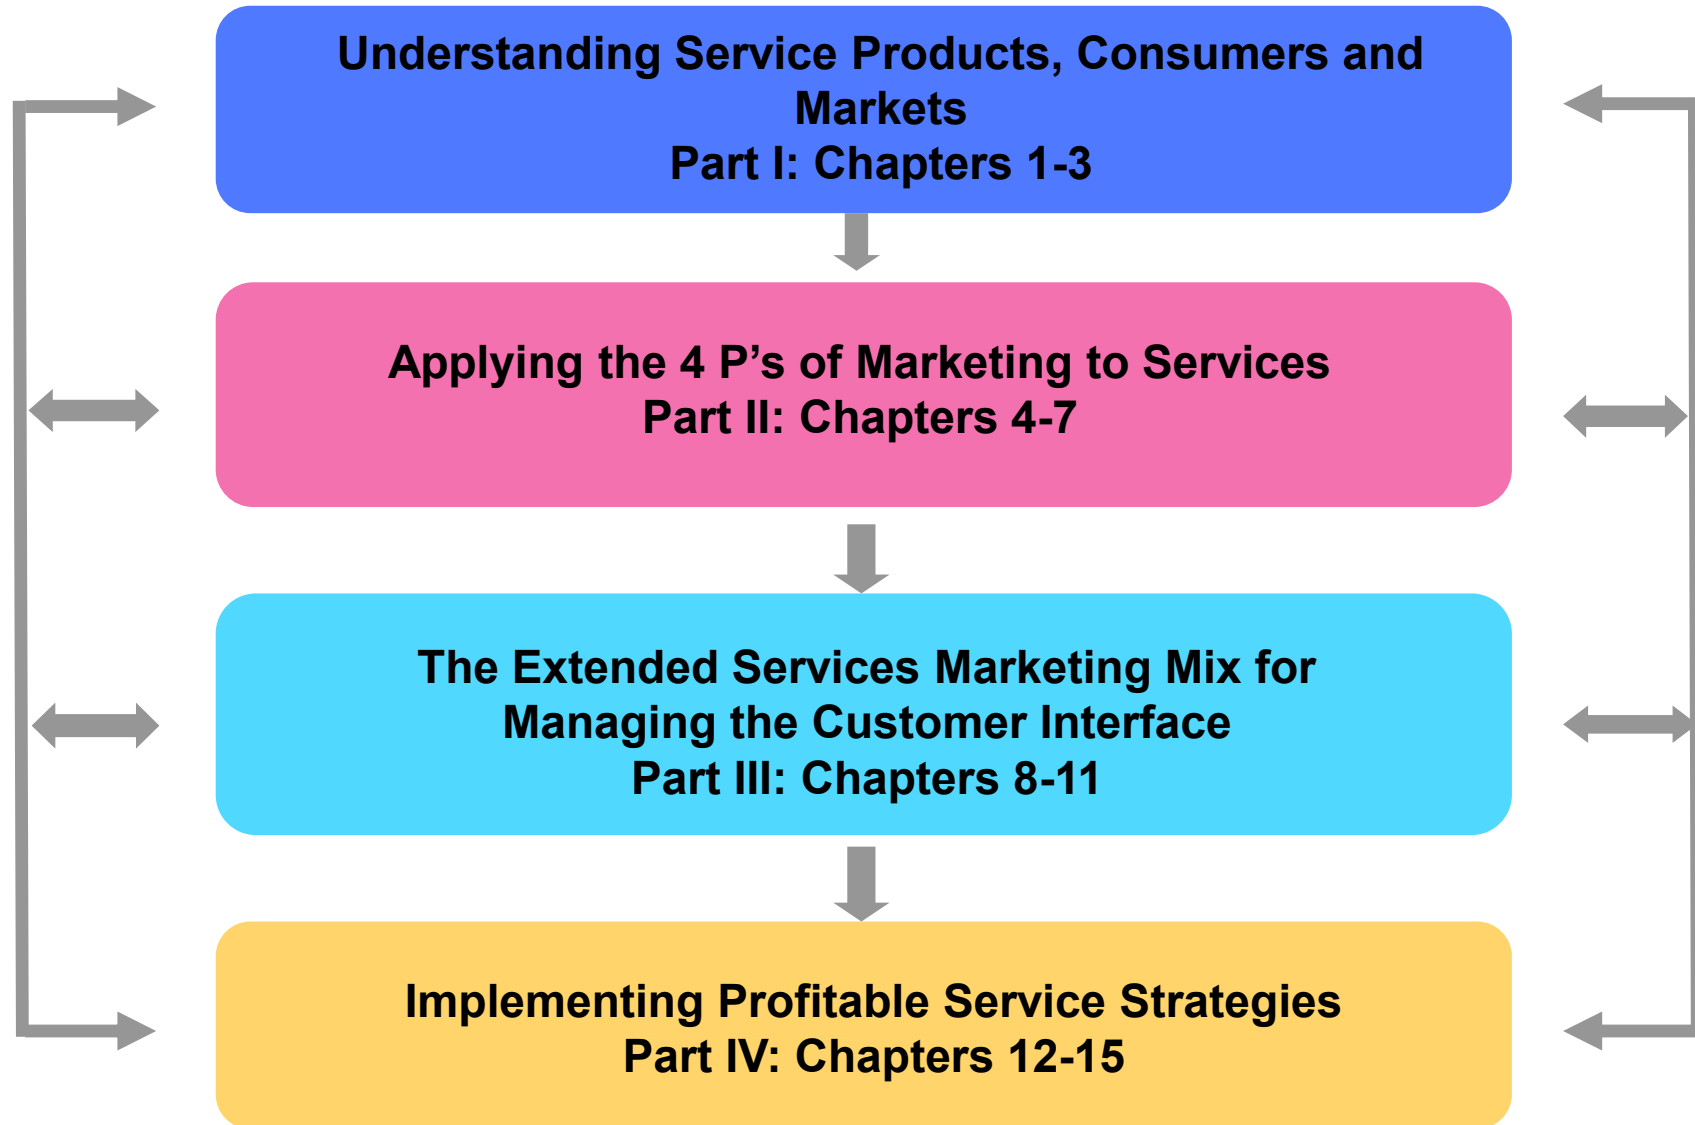 Understanding Service Products, Consumers and
Markets
Part I: Chapters 1-3
Applying the 4 P’s of Marketing to Services
Part II: Chapters 4-7
The Extended Services Marketing Mix for
Managing the Customer Interface
Part III: Chapters 8-11
Implementing Profitable Service Strategies
Part IV: Chapters 12-15